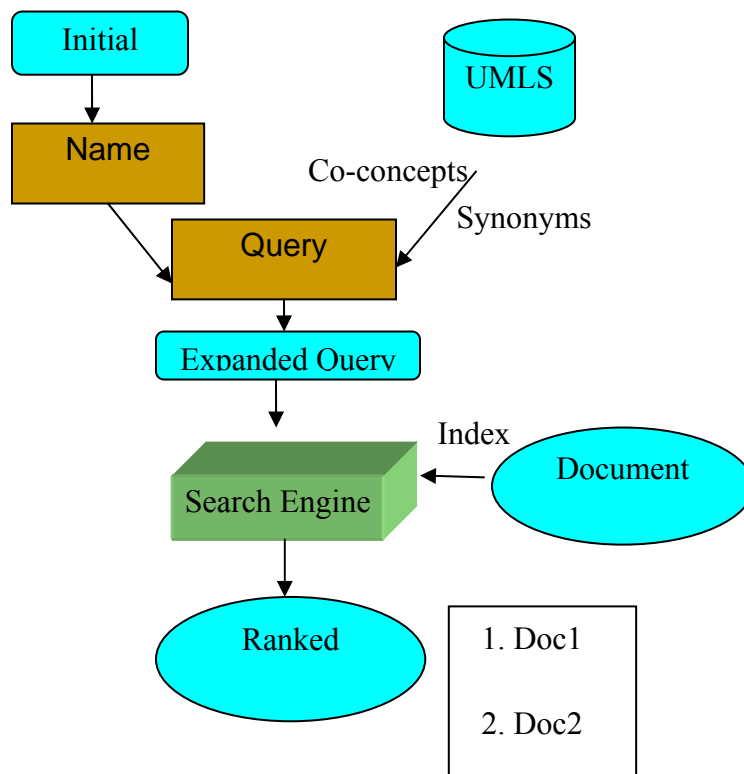 Initial
UMLS
Name
Co-concepts
Synonyms
Query
Expanded Query
Index
Document
Search Engine
Ranked
1. Doc1
2. Doc2